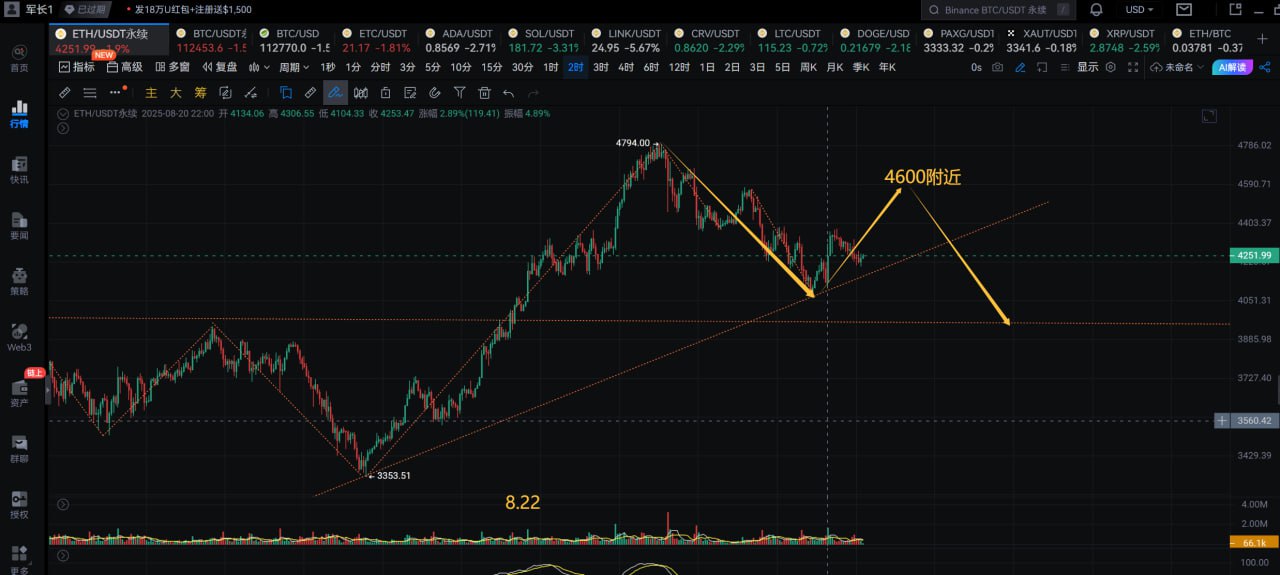 军长1 已过期 • 发18万U红包+注册送$1,500
Binance BTC/USDT 永续 /
USD
ETH/USDT永续 BTC/USDT永 BTC/USD ETC/USDT ADA/USDT SOL/USDT LINK/USDT CRV/USDT LTC/USDT DOGE/USD PAXG/USDT XAUT/USDT XRP/USDT ETH/BTC
4251.99 -1.9% 112453.6 -1.5 112770.0 -1.5 21.17 -1.81% 0.8569 -2.71% 181.72 -3.31% 24.95 -5.67% 0.8620 -2.29% 115.23 -0.72% 0.21679 -2.18 3333.32 -0.2% 3341.6 -0.18% 2.8748 -2.59% 0.03781 -0.37
NEW
指标 高级 多窗 复盘 周期 1秒 1分 分时 3分 5分 10分 15分 30分 1时 2时 3时 4时 6时 12时 1日 2日 3日 5日 周K 月K 季K 年K 0s 显示 未命名 AI解读
主 大 筹
ETH/USDT永续 2025-08-20 22:00 开 4134.06 高 4306.55 低 4104.33 收 4253.47 涨幅 2.89%(119.41) 振幅 4.89%
首页
行情
快讯
要闻
策略
Web3
链上
资产
群聊
授权
更多
4794.00
4600附近
3353.51
8.22
4786.02
4590.71
4403.37
4251.99
4051.31
3885.98
3727.40
3560.42
3429.39
4.00M
2.00M
66.1k
100.00